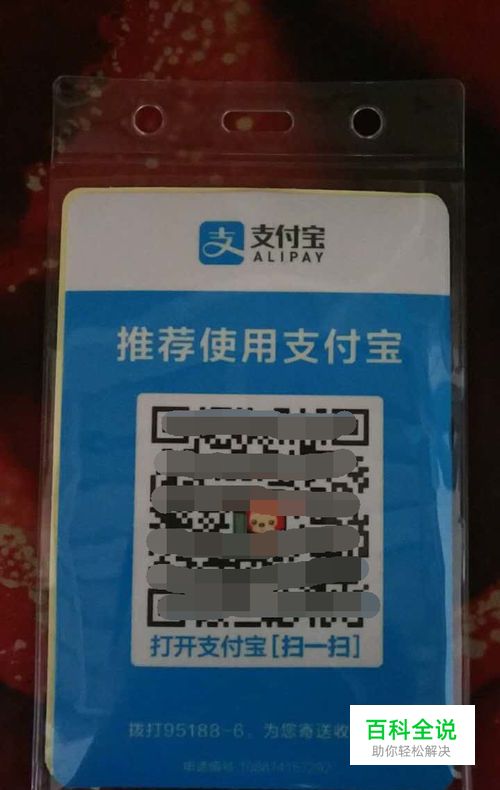 支付宝
ALIPAY
推荐使用支付宝
打开支付宝[扫一扫]
拨打95188-6，为您寄送收
百科全说
助你轻松解决